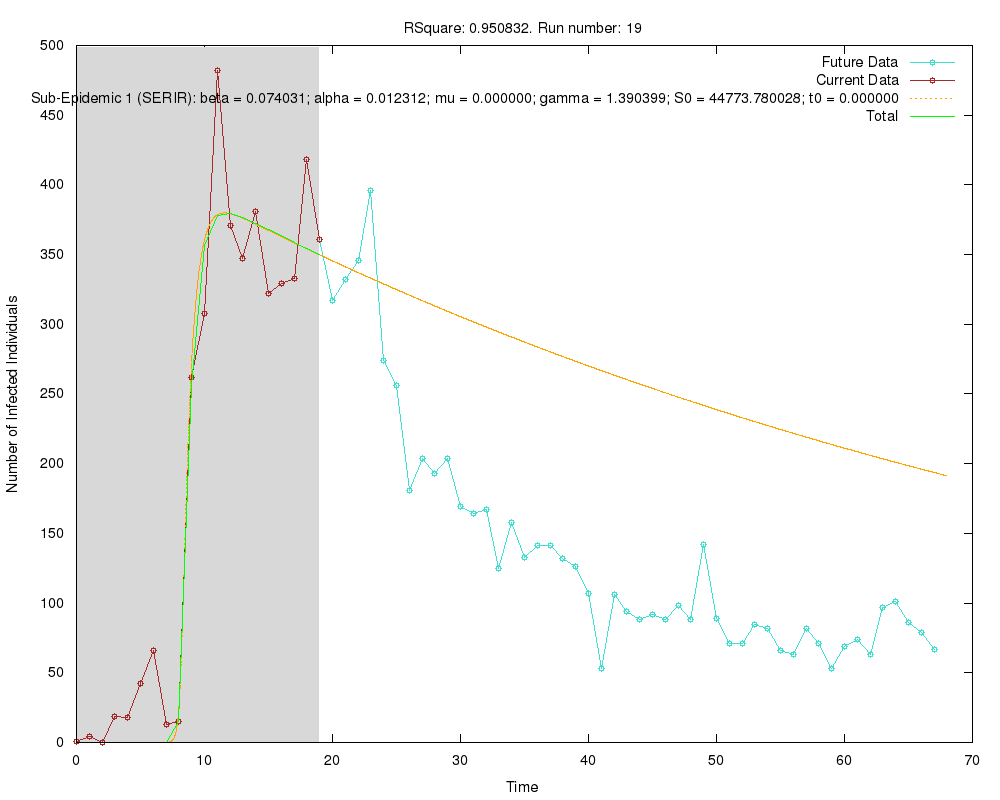 RSquare: 0.950832. Run number: 19
500
450
400
350
300
250
200
150
100
50
0
Number of Infected Individuals
Future Data
Current Data
Sub-Epidemic 1 (SERIR): beta = 0.074031; alpha = 0.012312; mu = 0.000000; gamma = 1.390399; S0 = 44773.780028; t0 = 0.000000
Total
0 10 20 30 40 50 60 70
Time